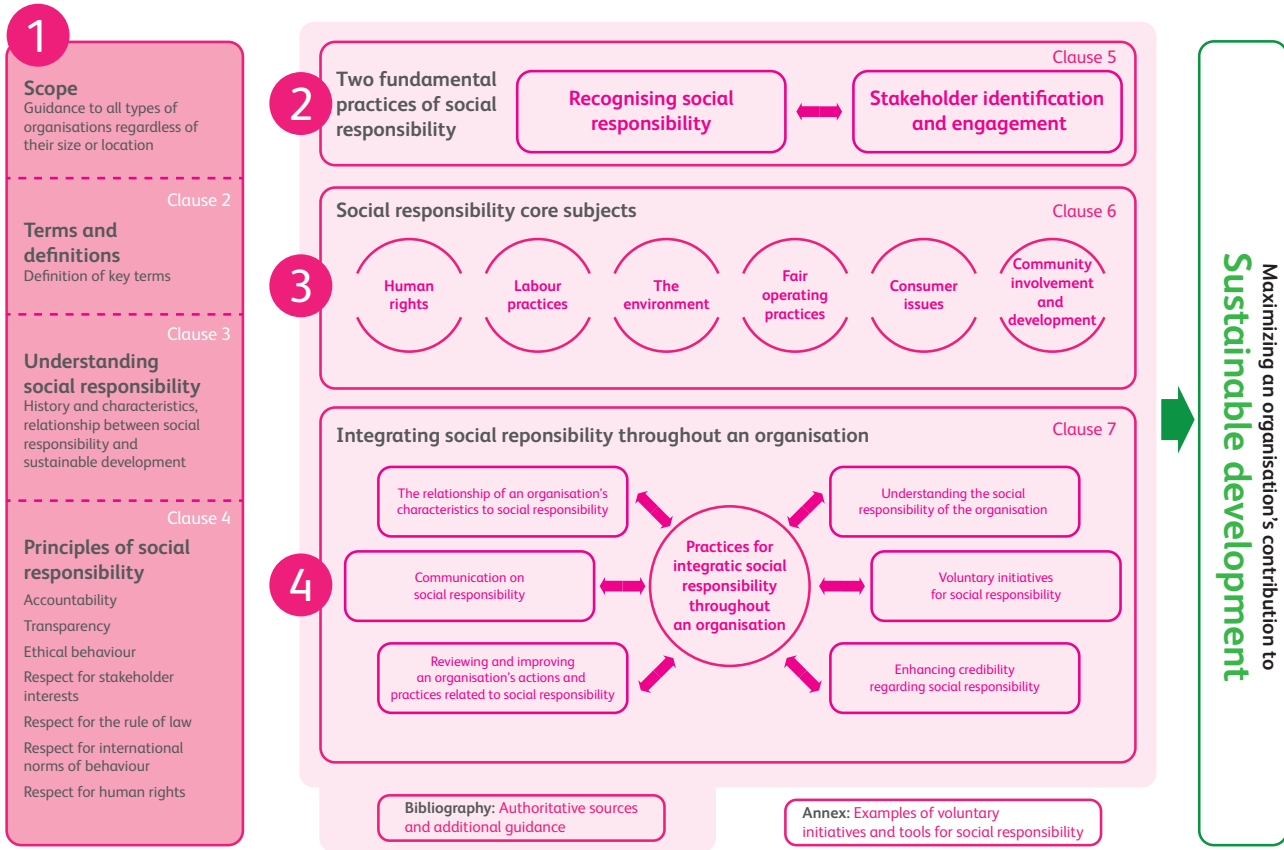 1
Scope
Guidance to all types of
organisations regardless of
their size or location
Clause 2
Terms and
definitions
Definition of key terms
Clause 3
Understanding
social responsibility
History and characteristics,
relationship between social
responsibility and
sustainable development
Clause 4
Principles of social
responsibility
Accountability
Transparency
Ethical behaviour
Respect for stakeholder
interests
Respect for the rule of law
Respect for international
norms of behaviour
Respect for human rights
2
Two fundamental
practices of social
responsibility
Clause 5
Recognising social
responsibility
Stakeholder identification
and engagement
3
Social responsibility core subjects
Clause 6
Human
rights
Labour
practices
The
environment
Fair
operating
practices
Consumer
issues
Community
involvement
and
development
4
Integrating social reponsibility throughout an organisation
Clause 7
The relationship of an organisation's
characteristics to social responsibility
Understanding the social
responsibility of the organisation
Communication on
social responsibility
Practices for
integratic social
responsibility
throughout
an organisation
Voluntary initiatives
for social responsibility
Reviewing and improving
an organisation's actions and
practices related to social responsibility
Enhancing credibility
regarding social responsibility
Bibliography: Authoritative sources
and additional guidance
Annex: Examples of voluntary
initiatives and tools for social responsibility
Maximizing an organisation's contribution to
Sustainable development